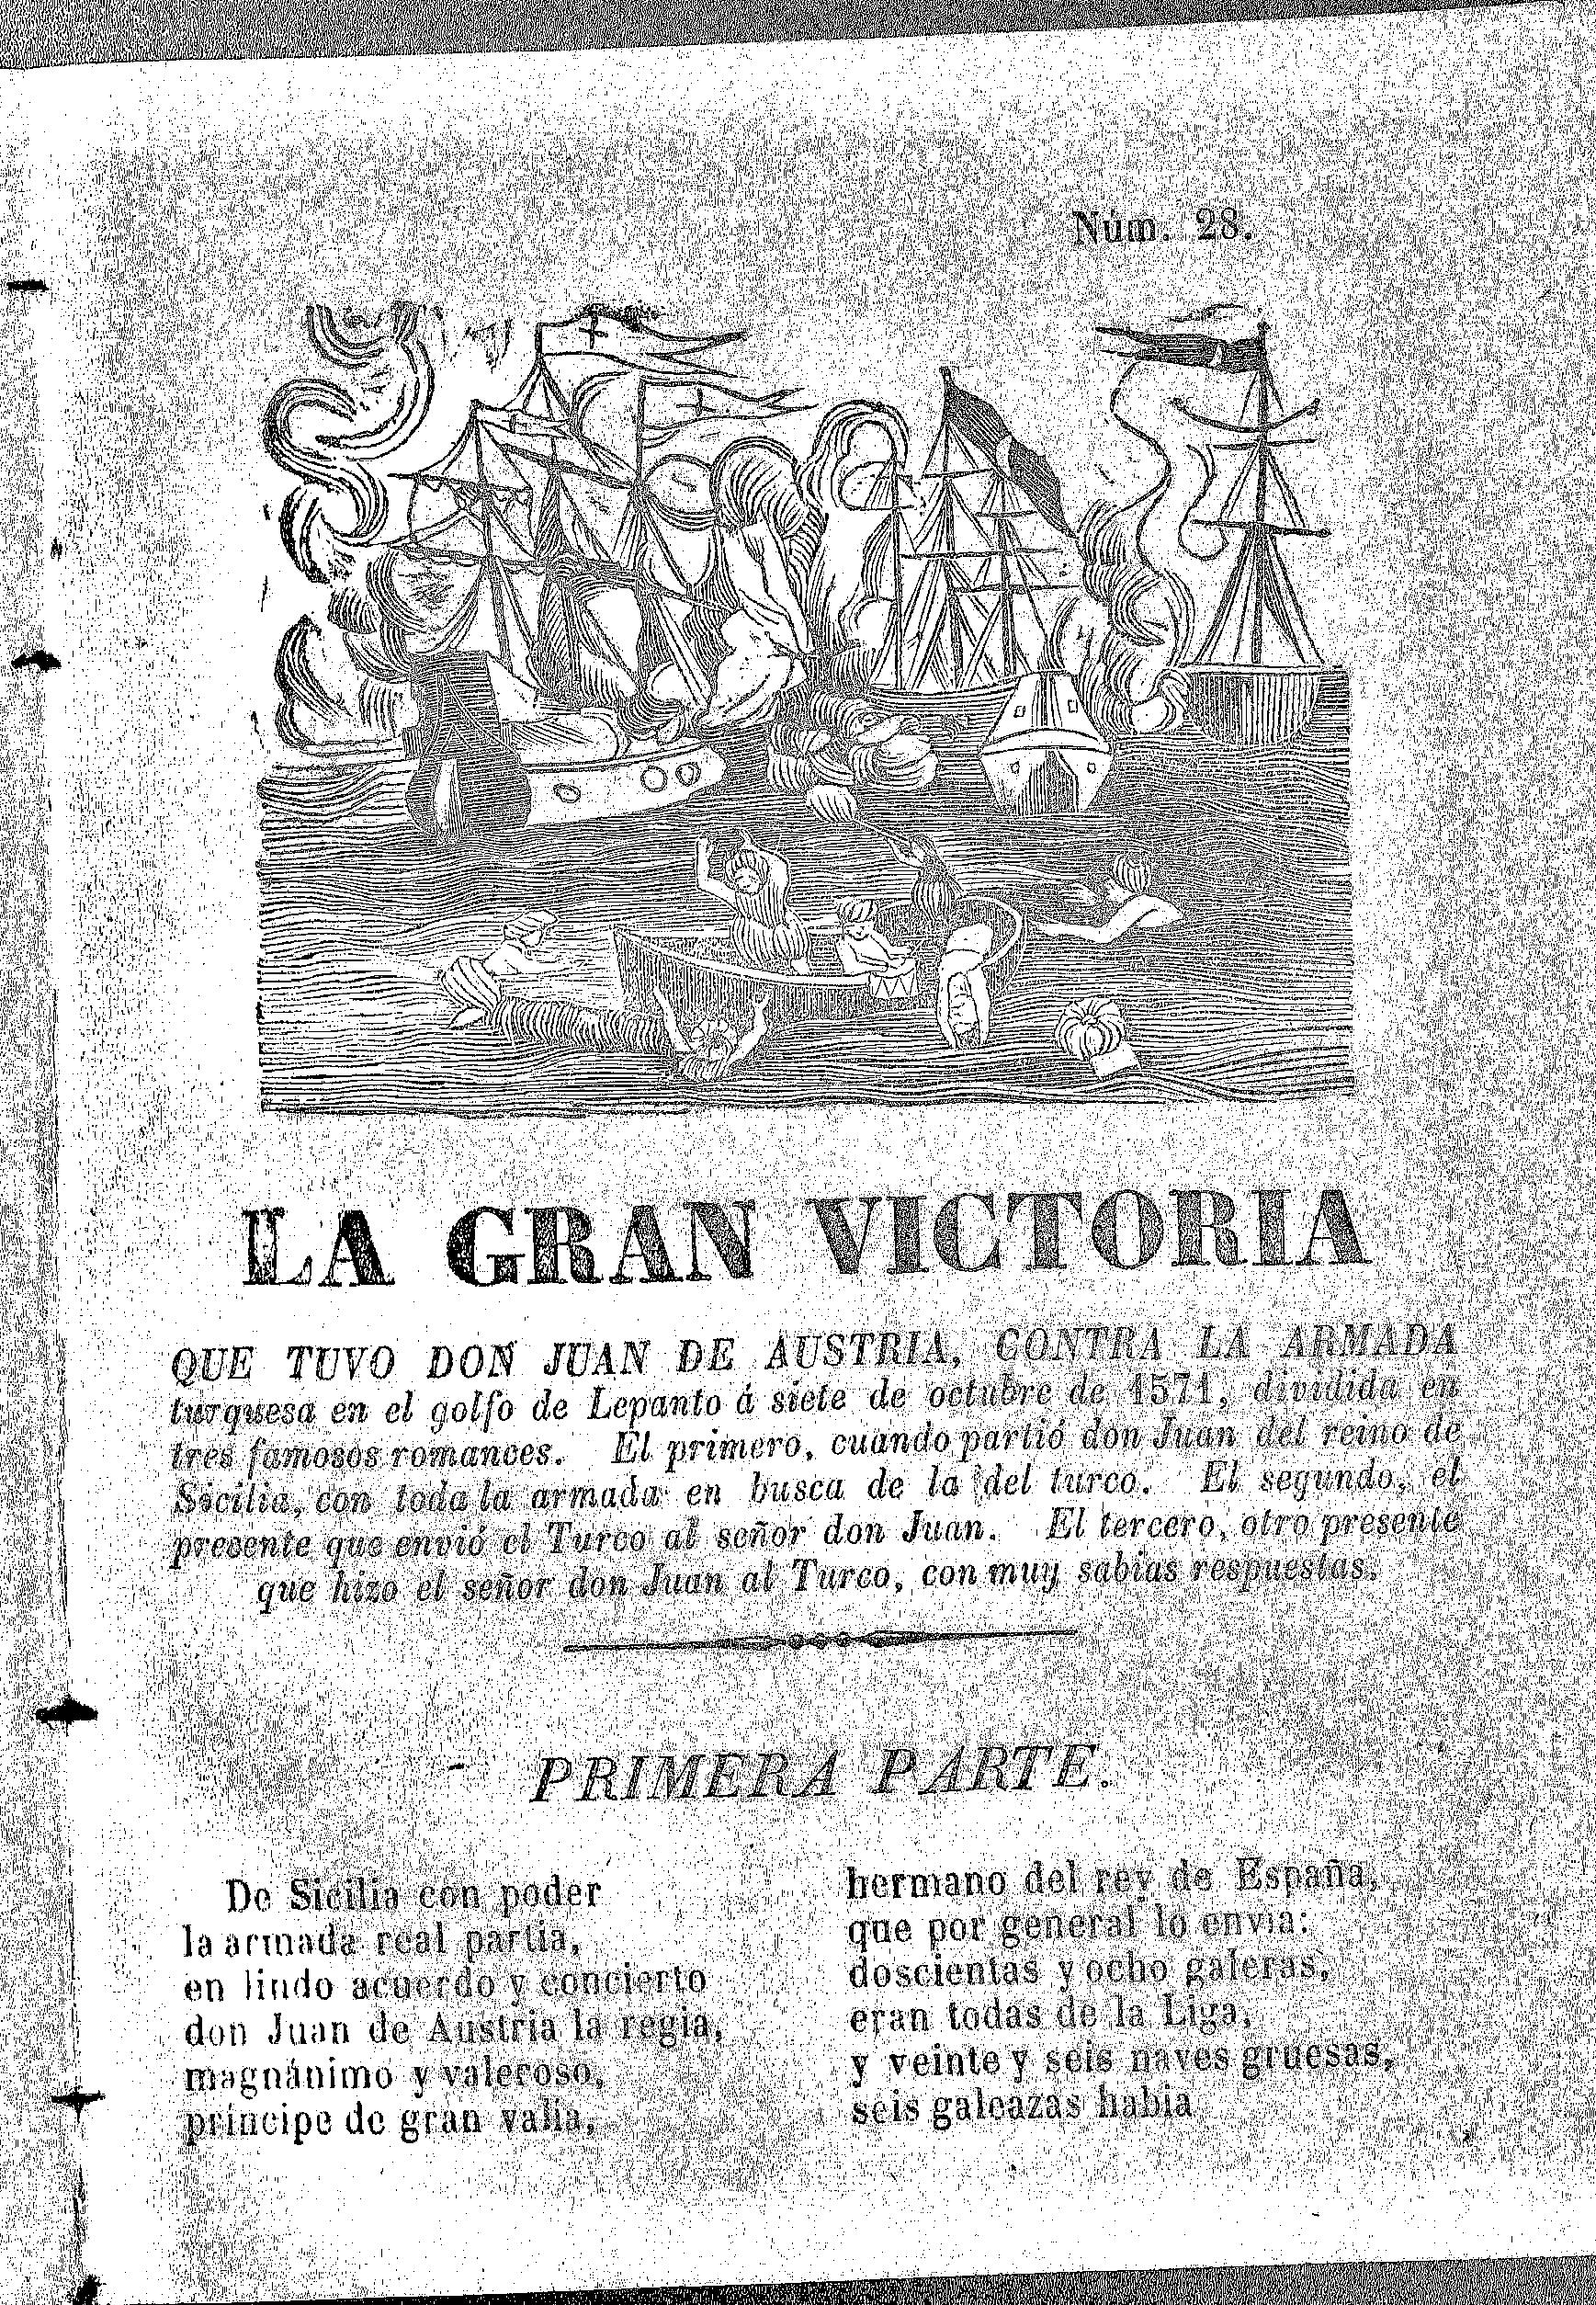 Núm. 28.
LA GRAN VICTORIA
QUE TUVO DON JUAN DE AUSTRIA, CONTRA LA ARMADA
turquesa en el golfo de Lepanto á siete de octubre de 1571, dividida en
tres famosos romances. El primero, cuando partió don Juan del reino de
Sicilia, con toda la armada en busca de la del turco. El segundo, el
presente que envió el Turco al señor don Juan. El tercero, otro presente
que hizo el señor don Juan al Turco, con muy sabias respuestas.
PRIMERA PARTE.
De Sicilia con poder
la armada real partia,
en lindo acuerdo y concierto
don Juan de Austria la regia,
magnánimo y valeroso,
príncipe de gran valia,
hermano del rey de España,
que por general lo envia:
doscientas y ocho galeras,
eran todas de la Liga,
y veinte y seis naves gruesas,
seis galeazas habia